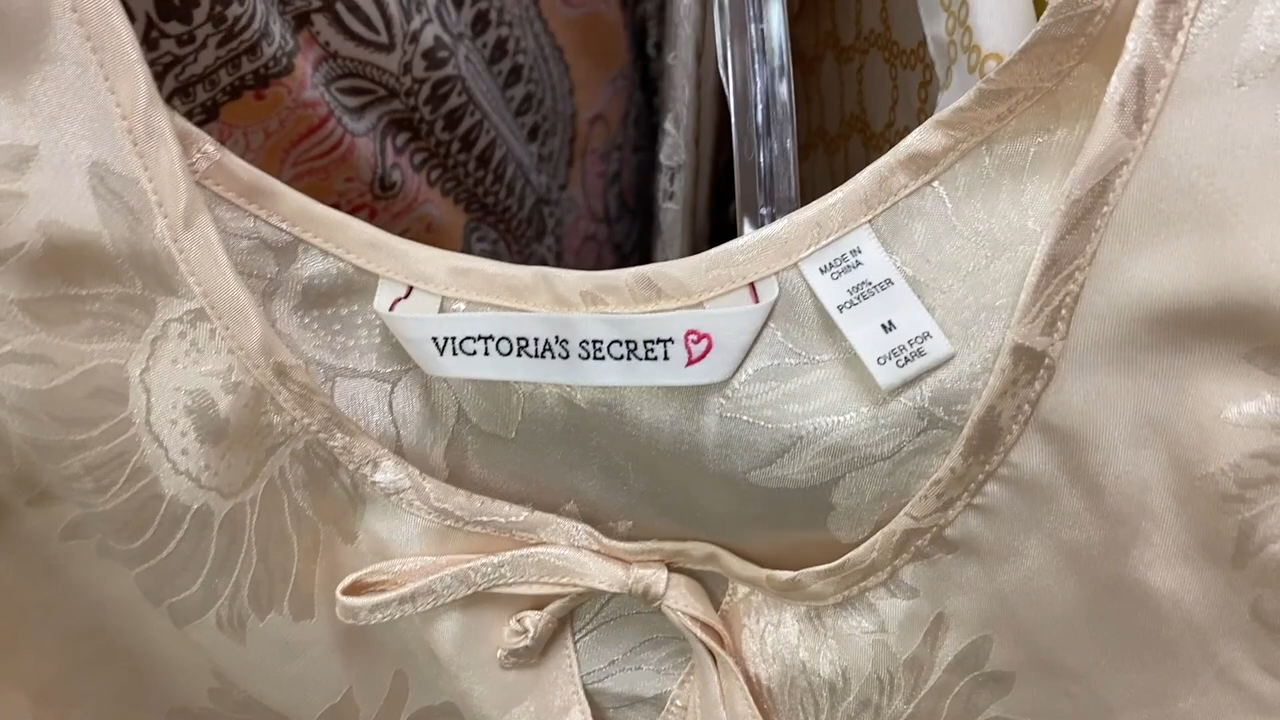 VICTORIA'S SECRET
MADE IN
CHINA
100%
POLYESTER
M
OVER FOR
CARE